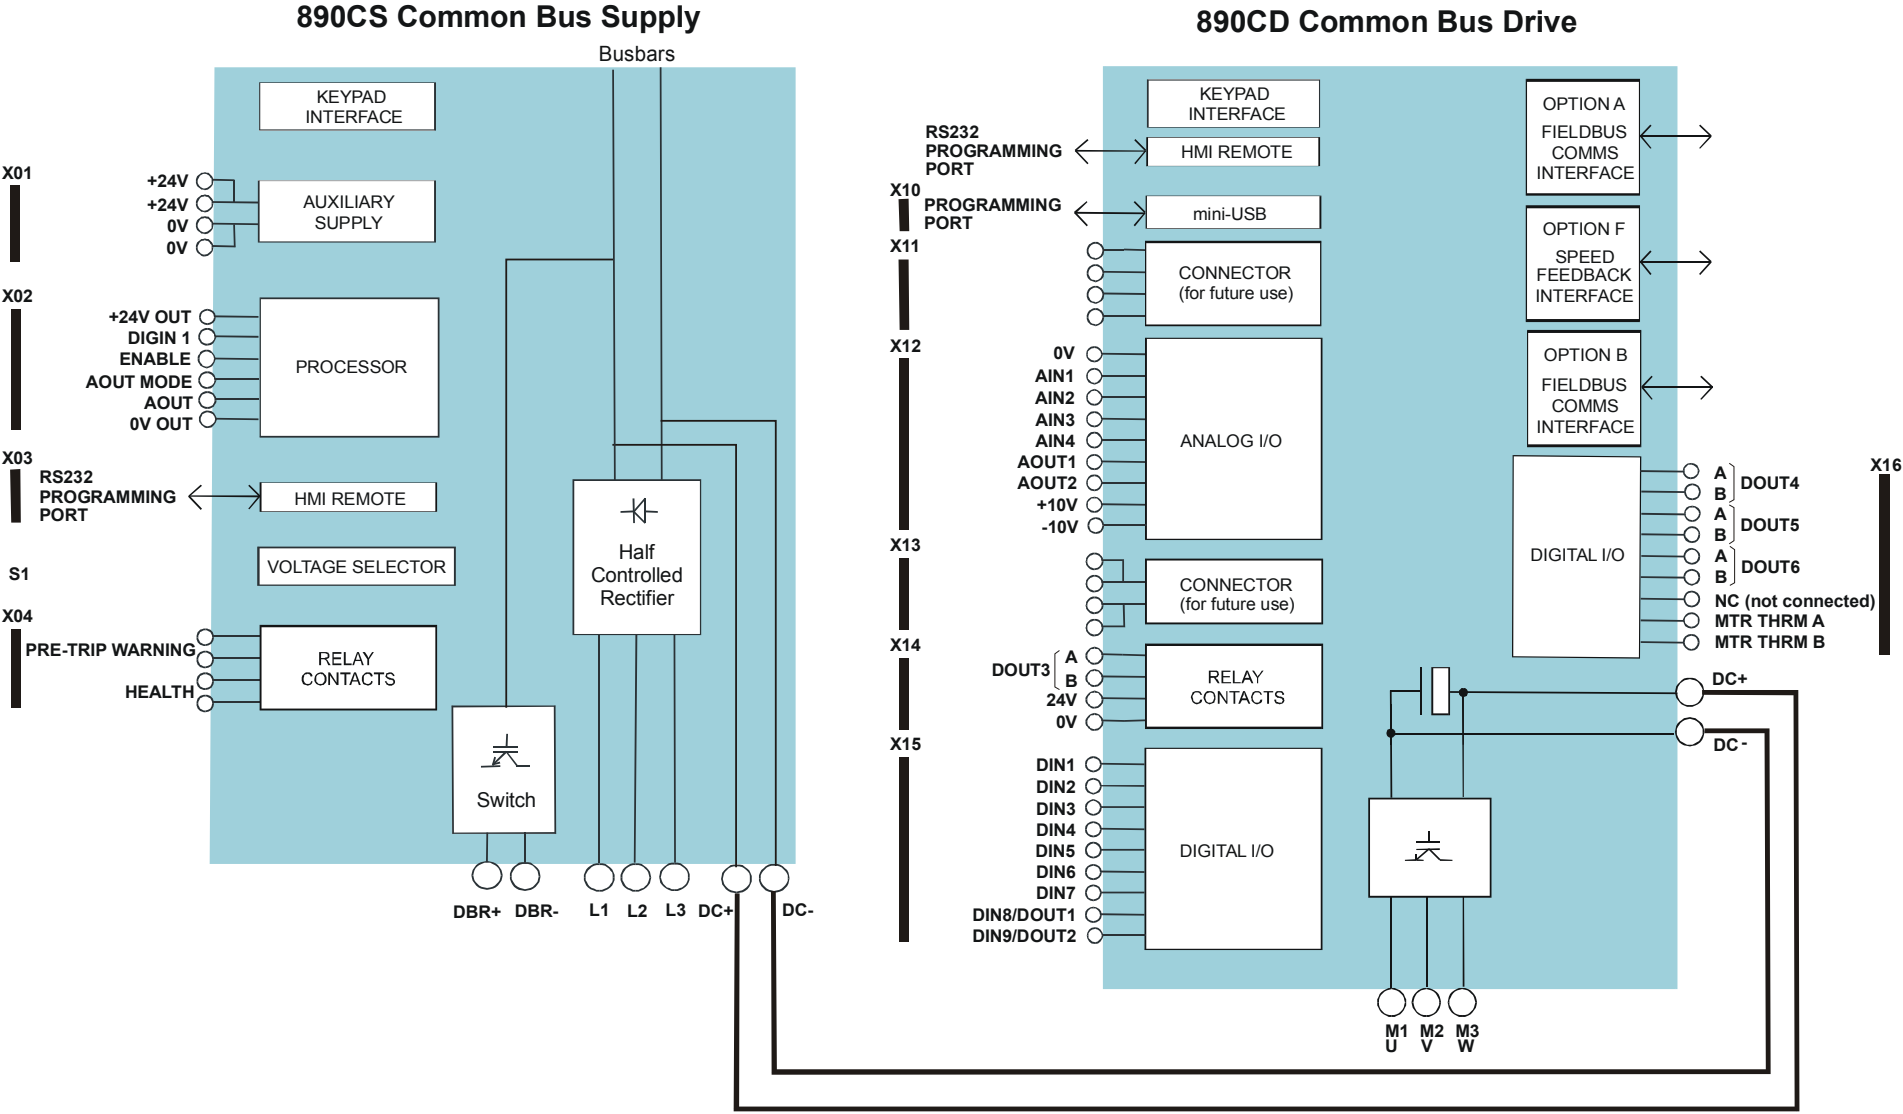 890CS Common Bus Supply
Busbars
KEYPAD
INTERFACE
X01
+24V
+24V
0V
0V
AUXILIARY
SUPPLY
X02
+24V OUT
DIGIN 1
ENABLE
AOUT MODE
AOUT
0V OUT
PROCESSOR
X03
RS232
PROGRAMMING
PORT
HMI REMOTE
S1
VOLTAGE SELECTOR
X04
PRE-TRIP WARNING
HEALTH
RELAY
CONTACTS
Half
Controlled
Rectifier
Switch
DBR+
DBR-
L1
L2
L3
DC+
DC-
890CD Common Bus Drive
KEYPAD
INTERFACE
RS232
PROGRAMMING
PORT
HMI REMOTE
X10
PROGRAMMING
PORT
mini-USB
X11
CONNECTOR
(for future use)
X12
0V
AIN1
AIN2
AIN3
AIN4
AOUT1
AOUT2
+10V
-10V
ANALOG I/O
X13
CONNECTOR
(for future use)
X14
DOUT3
A
B
24V
0V
RELAY
CONTACTS
X15
DIN1
DIN2
DIN3
DIN4
DIN5
DIN6
DIN7
DIN8/DOUT1
DIN9/DOUT2
DIGITAL I/O
OPTION A
FIELDBUS
COMMS
INTERFACE
OPTION F
SPEED
FEEDBACK
INTERFACE
OPTION B
FIELDBUS
COMMS
INTERFACE
DIGITAL I/O
X16
A
B
DOUT4
A
B
DOUT5
A
B
DOUT6
NC (not connected)
MTR THRM A
MTR THRM B
DC+
DC -
M1
U
M2
V
M3
W